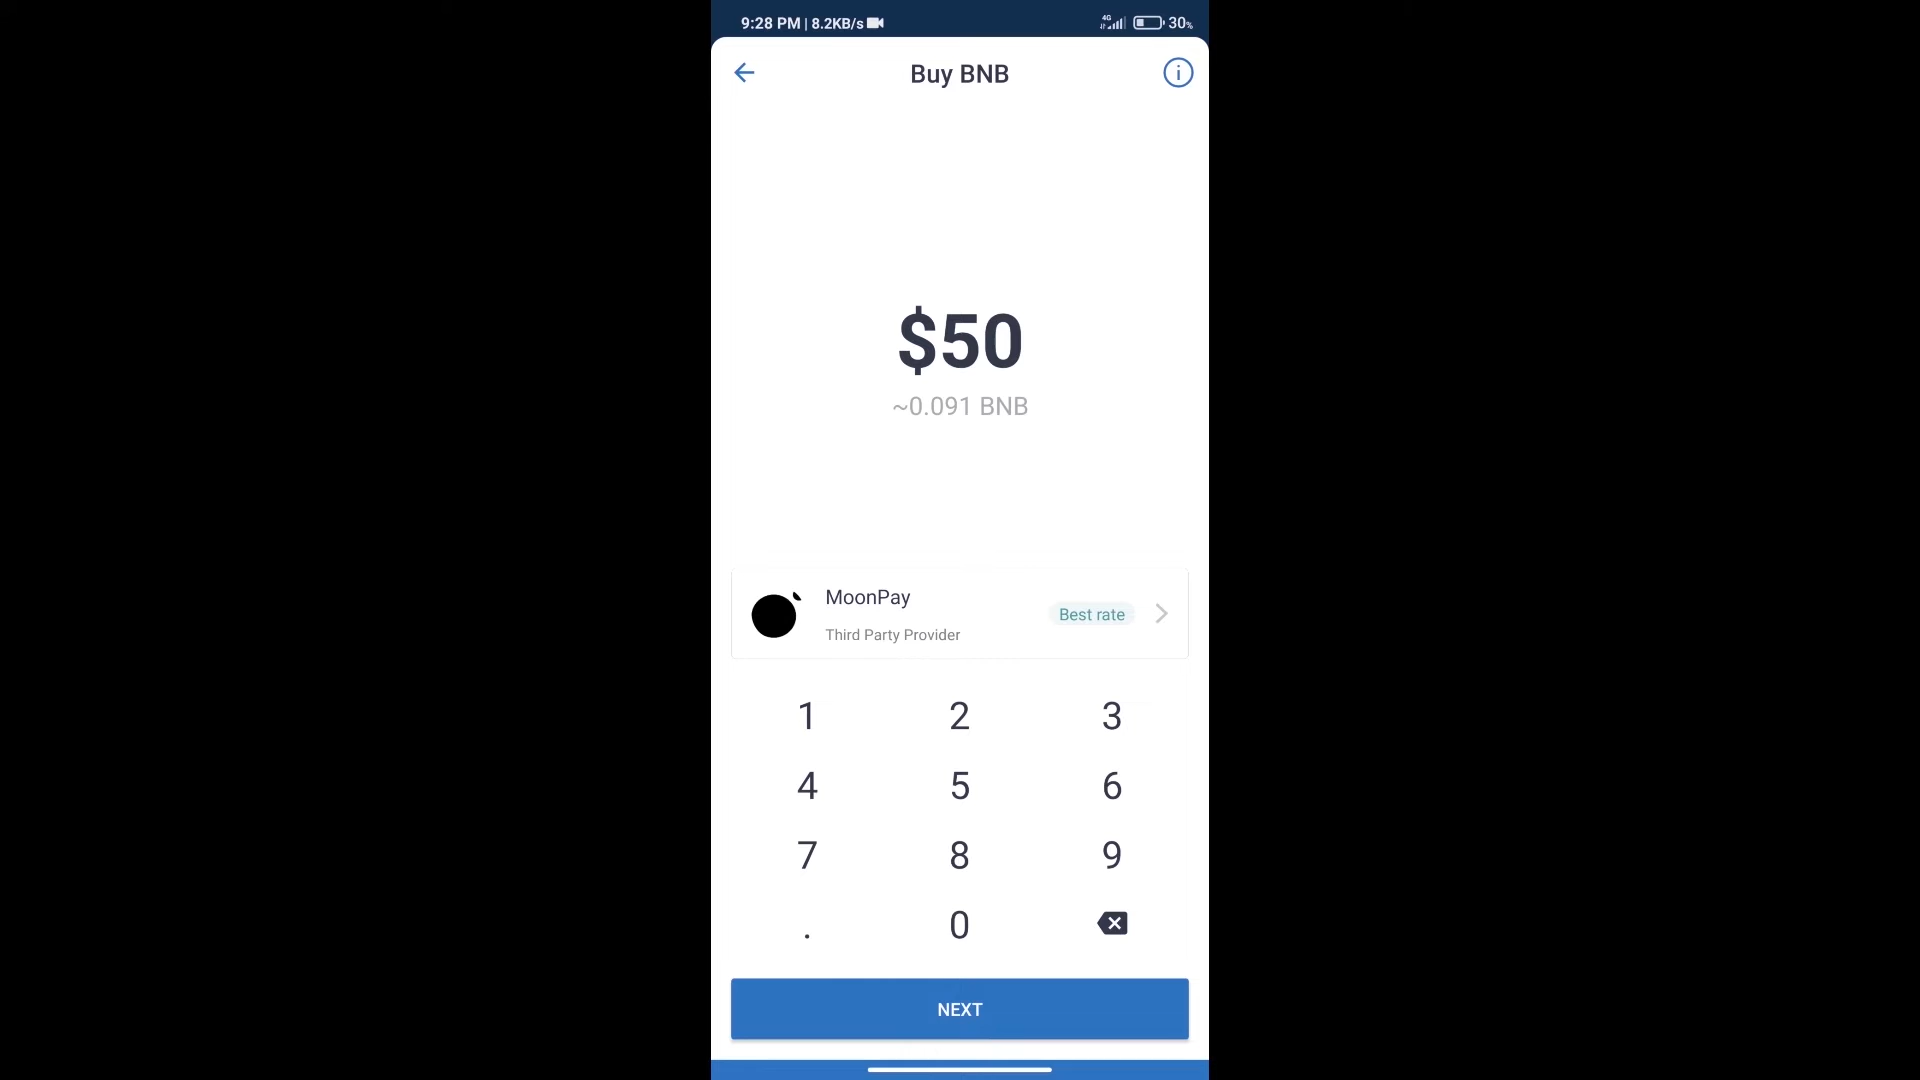 9:28 PM | 8.2KB/s 4G 30%
Buy BNB
$50
~0.091 BNB
MoonPay
Third Party Provider
Best rate
1 2 3
4 5 6
7 8 9
. 0
NEXT